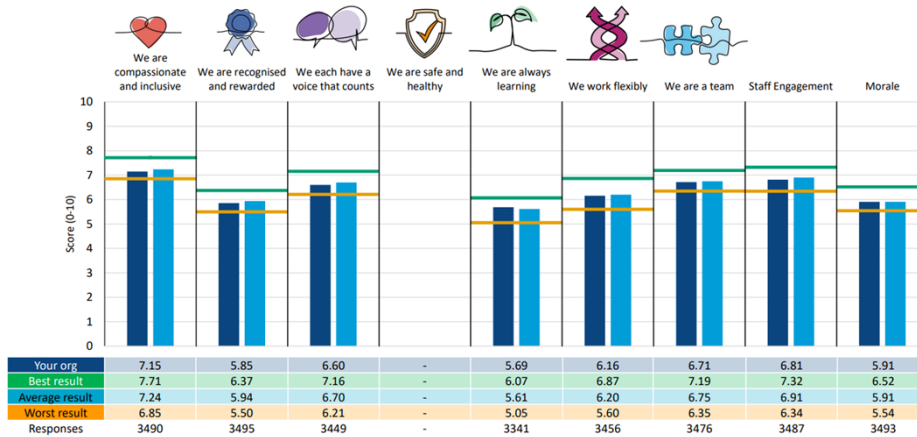 We are
compassionate
and inclusive
We are recognised
and rewarded
We each have a
voice that counts
We are safe and
healthy
We are always
learning
We work flexibly
We are a team
Staff Engagement
Morale
10
9
8
7
6
5
4
3
2
1
0
Score (0-10)
Your org 7.15 5.85 6.60 - 5.69 6.16 6.71 6.81 5.91
Best result 7.71 6.37 7.16 - 6.07 6.87 7.19 7.32 6.52
Average result 7.24 5.94 6.70 - 5.61 6.20 6.75 6.91 5.91
Worst result 6.85 5.50 6.21 - 5.05 5.60 6.35 6.34 5.54
Responses 3490 3495 3449 - 3341 3456 3476 3487 3493